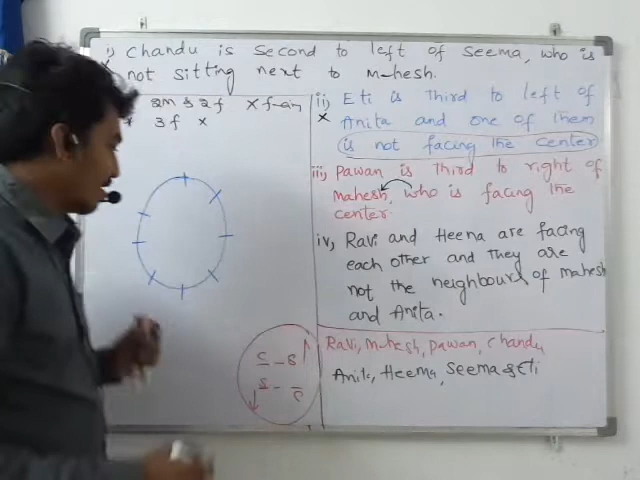 i) Chandu is second to left of Seema, who is
not sitting next to Mahesh.
2m & 2f
3f x
ii) Eti is Third to left of
x Anita and one of them
is not facing the center
iii) Pawan is Third to right of
Mahesh, who is facing the
center.
iv) Ravi and Heena are facing
each other and they are
not the neighbours of mahesh
and Anita.
C - S
S - C
Ravi, Mahesh, Pawan, Chandu
Anita, Heema, Seema & Eti